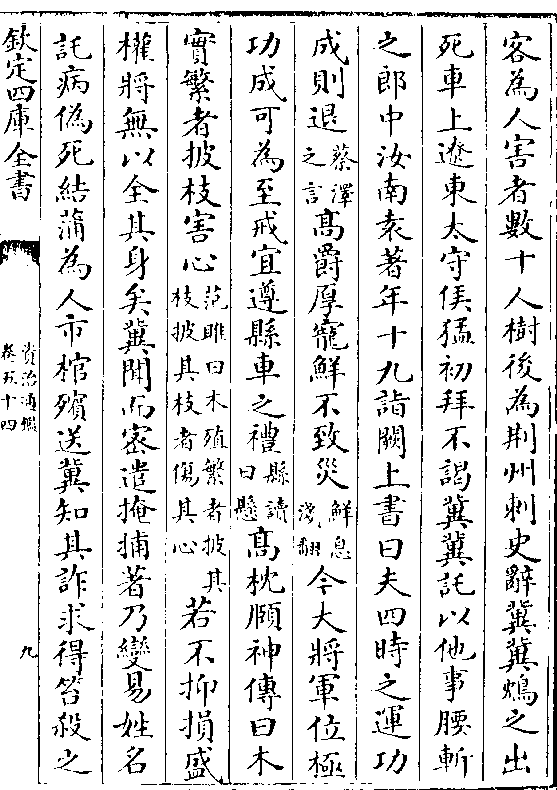 客為人害者數十人樹後為荆州刺史辭冀冀鴆之出
死車上遼東太守侯猛初拜不謁冀冀託以他事腰斬
之郎中汝南袁著年十九詣闕上書曰夫四時之運功
成則退蔡澤之言髙爵厚寵鮮不致災鮮息淺翻今大將軍位極
功成可為至戒宜遵縣車之禮縣讀曰懸髙枕頤神傳曰木
實繁者披枝害心范雎曰木殖繁者披其枝披其枝者傷其心若不抑損盛
權將無以全其身矣冀聞而密遣掩捕著乃變易姓名
託病偽死結蒲為人市棺殯送冀知其詐求得笞殺之
欽定四庫全書
資治通鑑
卷五十四
九